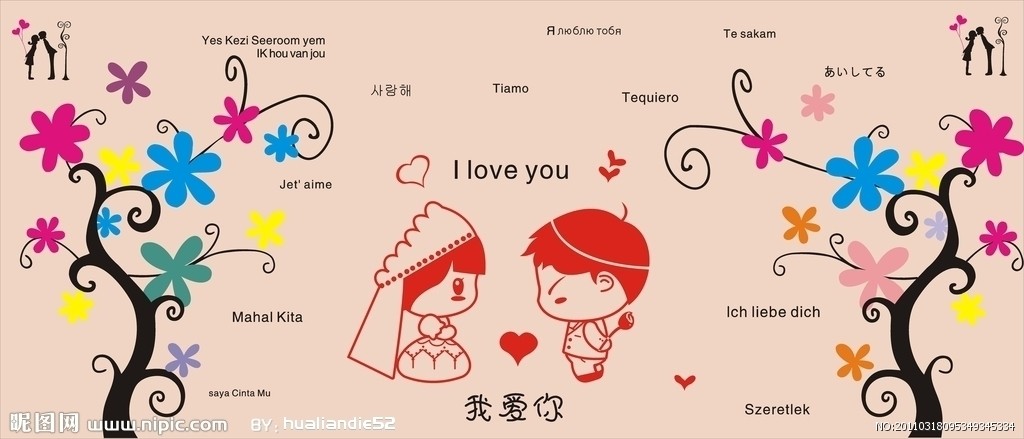 Я люблю тобя
Te sakam
Yes Kezi Seeroom yem
IK hou van jou
あいしてる
사랑해
Tiamo
Tequiero
I love you
Jet' aime
Mahal Kita
Ich liebe dich
saya Cinta Mu
我爱你
Szeretlek
昵图网 www.nipic.com BY: hualiandie52
NO:20110318095349345334